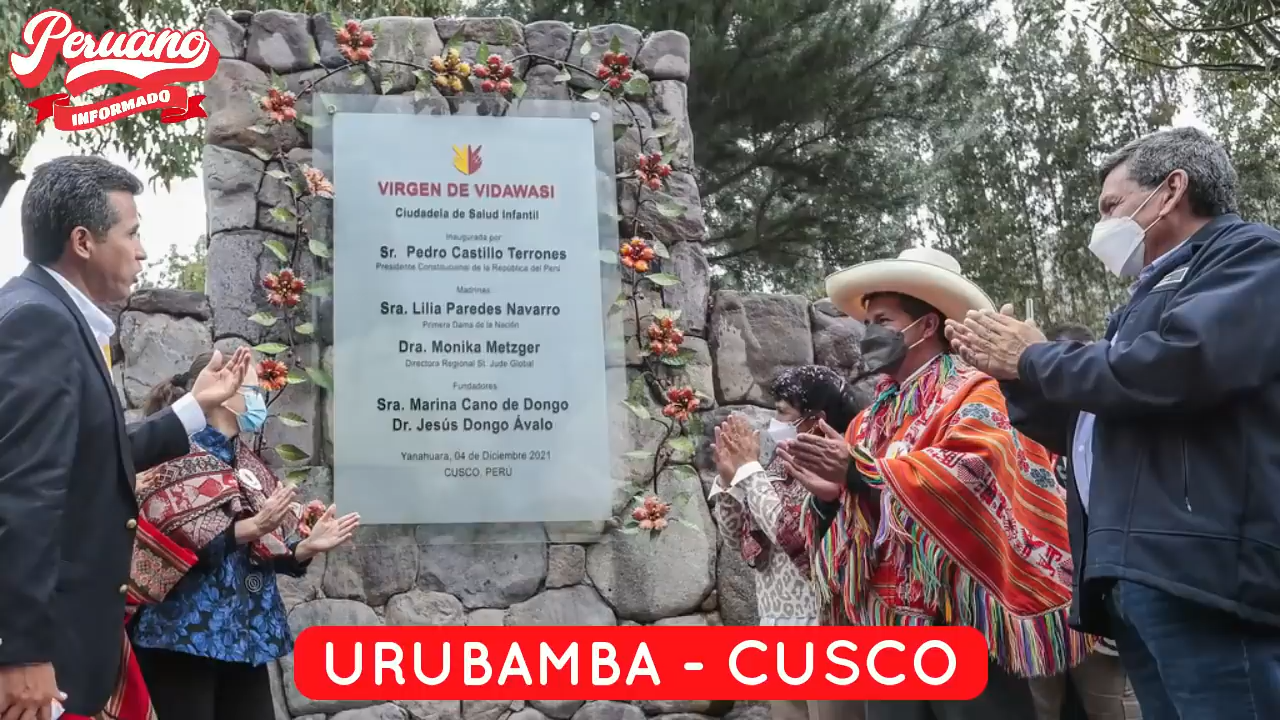 Peruano
INFORMADO
VIRGEN DE VIDAWASI
Ciudadela de Salud Infantil
Inaugurada por
Sr. Pedro Castillo Terrones
Presidente Constitucional de la República del Perú
Madrinas
Sra. Lilia Paredes Navarro
Primera Dama de la Nación
Dra. Monika Metzger
Directora Regional St. Jude Global
Fundadores
Sra. Marina Cano de Dongo
Dr. Jesús Dongo Ávalo
Yanahuara, 04 de Diciembre 2021
CUSCO, PERÚ
URUBAMBA - CUSCO